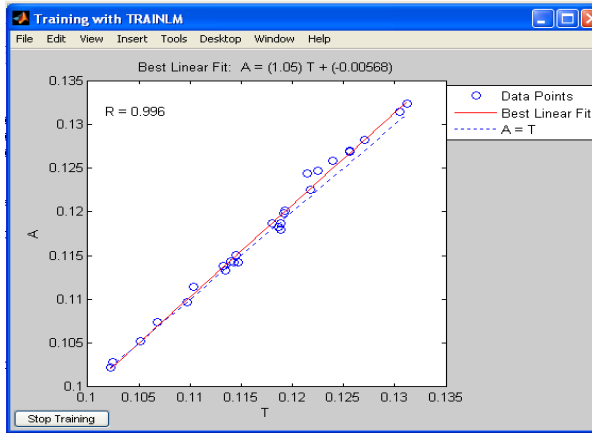 Training with TRAINLM
File Edit View Insert Tools Desktop Window Help
Best Linear Fit: A = (1.05) T + (-0.00568)
R = 0.996
Data Points
Best Linear Fit
A = T
0.135
0.13
0.125
0.12
0.115
0.11
0.105
0.1
A
0.1 0.105 0.11 0.115 0.12 0.125 0.13 0.135
T
Stop Training